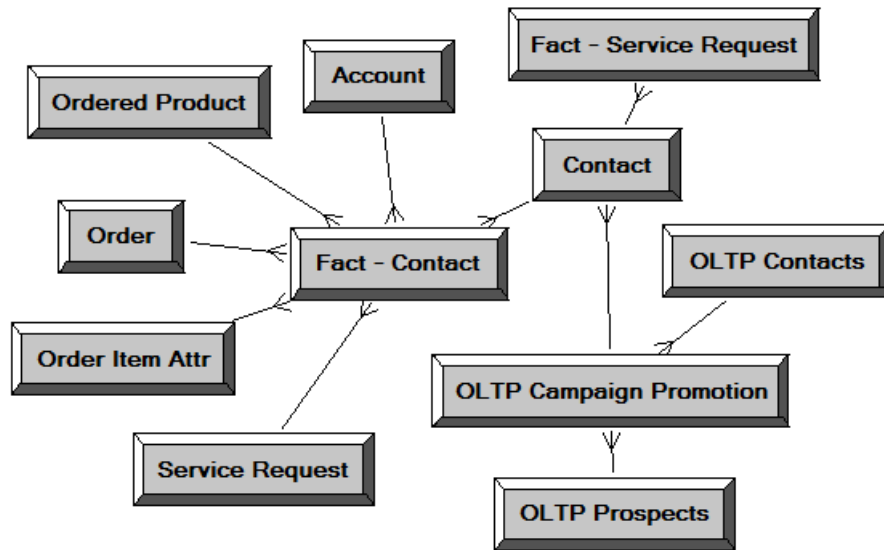 Fact - Service Request
Account
Ordered Product
Contact
Order
OLTP Contacts
Fact - Contact
Order Item Attr
OLTP Campaign Promotion
Service Request
OLTP Prospects